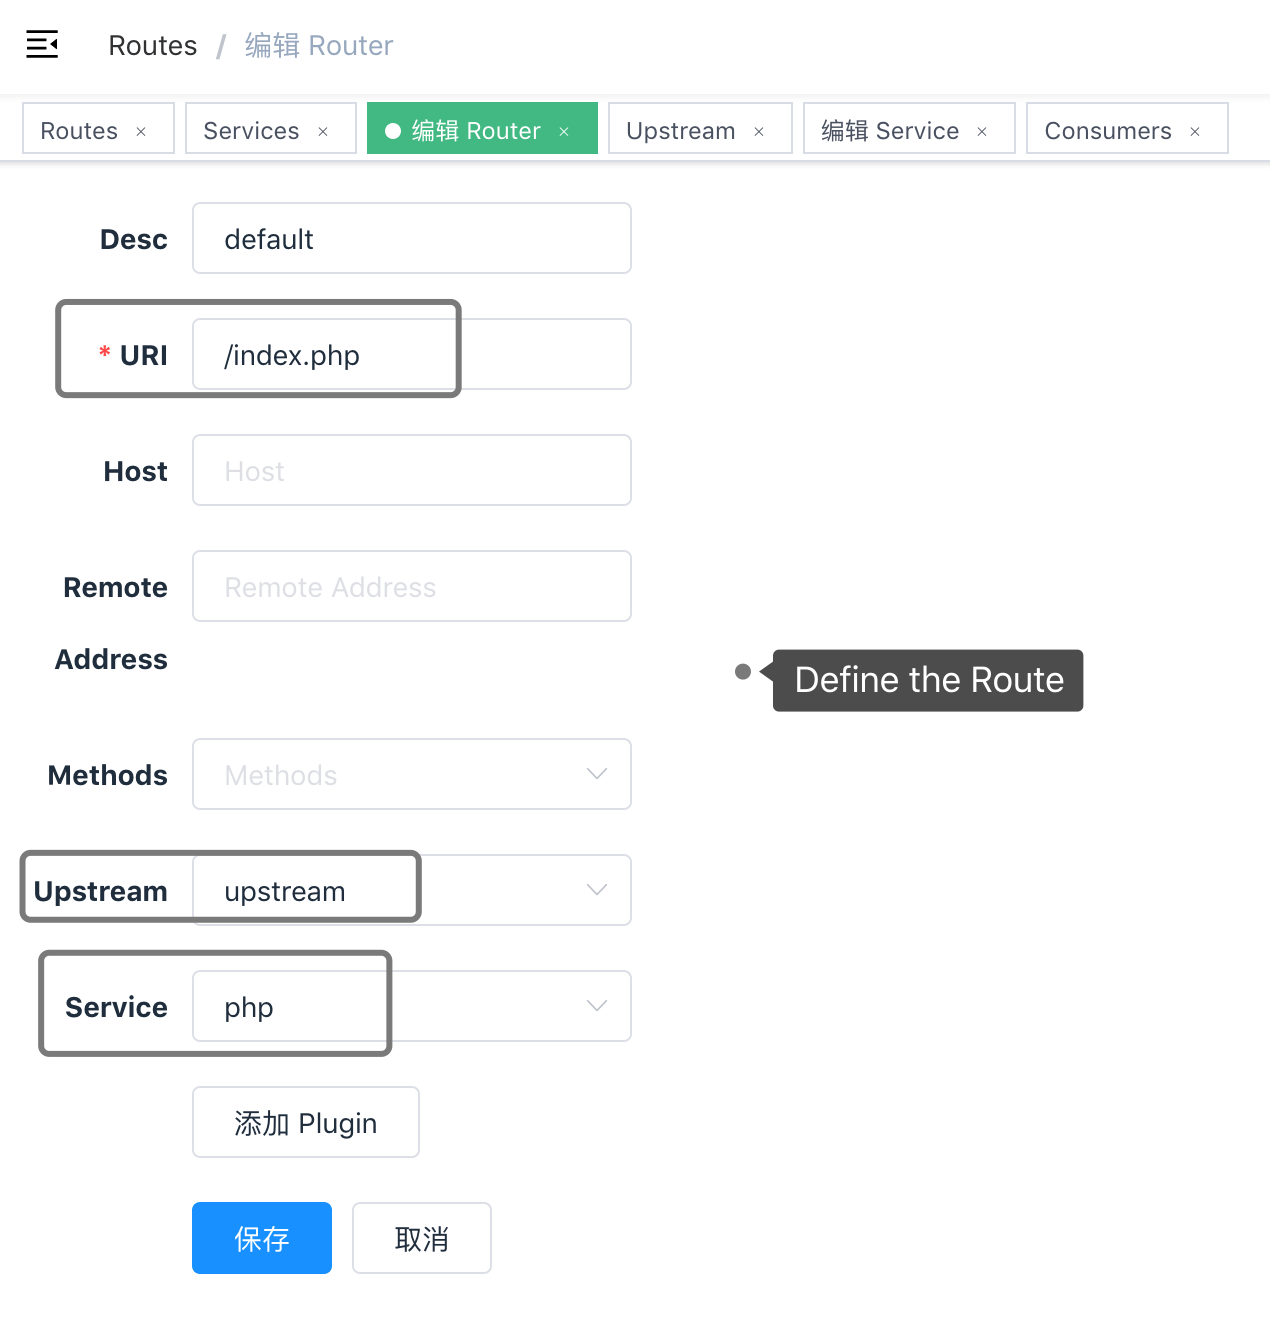 Routes / 编辑 Router
Routes × Services × 编辑 Router × Upstream × 编辑 Service × Consumers ×
Desc default
* URI /index.php
Host Host
Remote Address Remote Address
Define the Route
Methods Methods
Upstream upstream
Service php
添加 Plugin
保存 取消